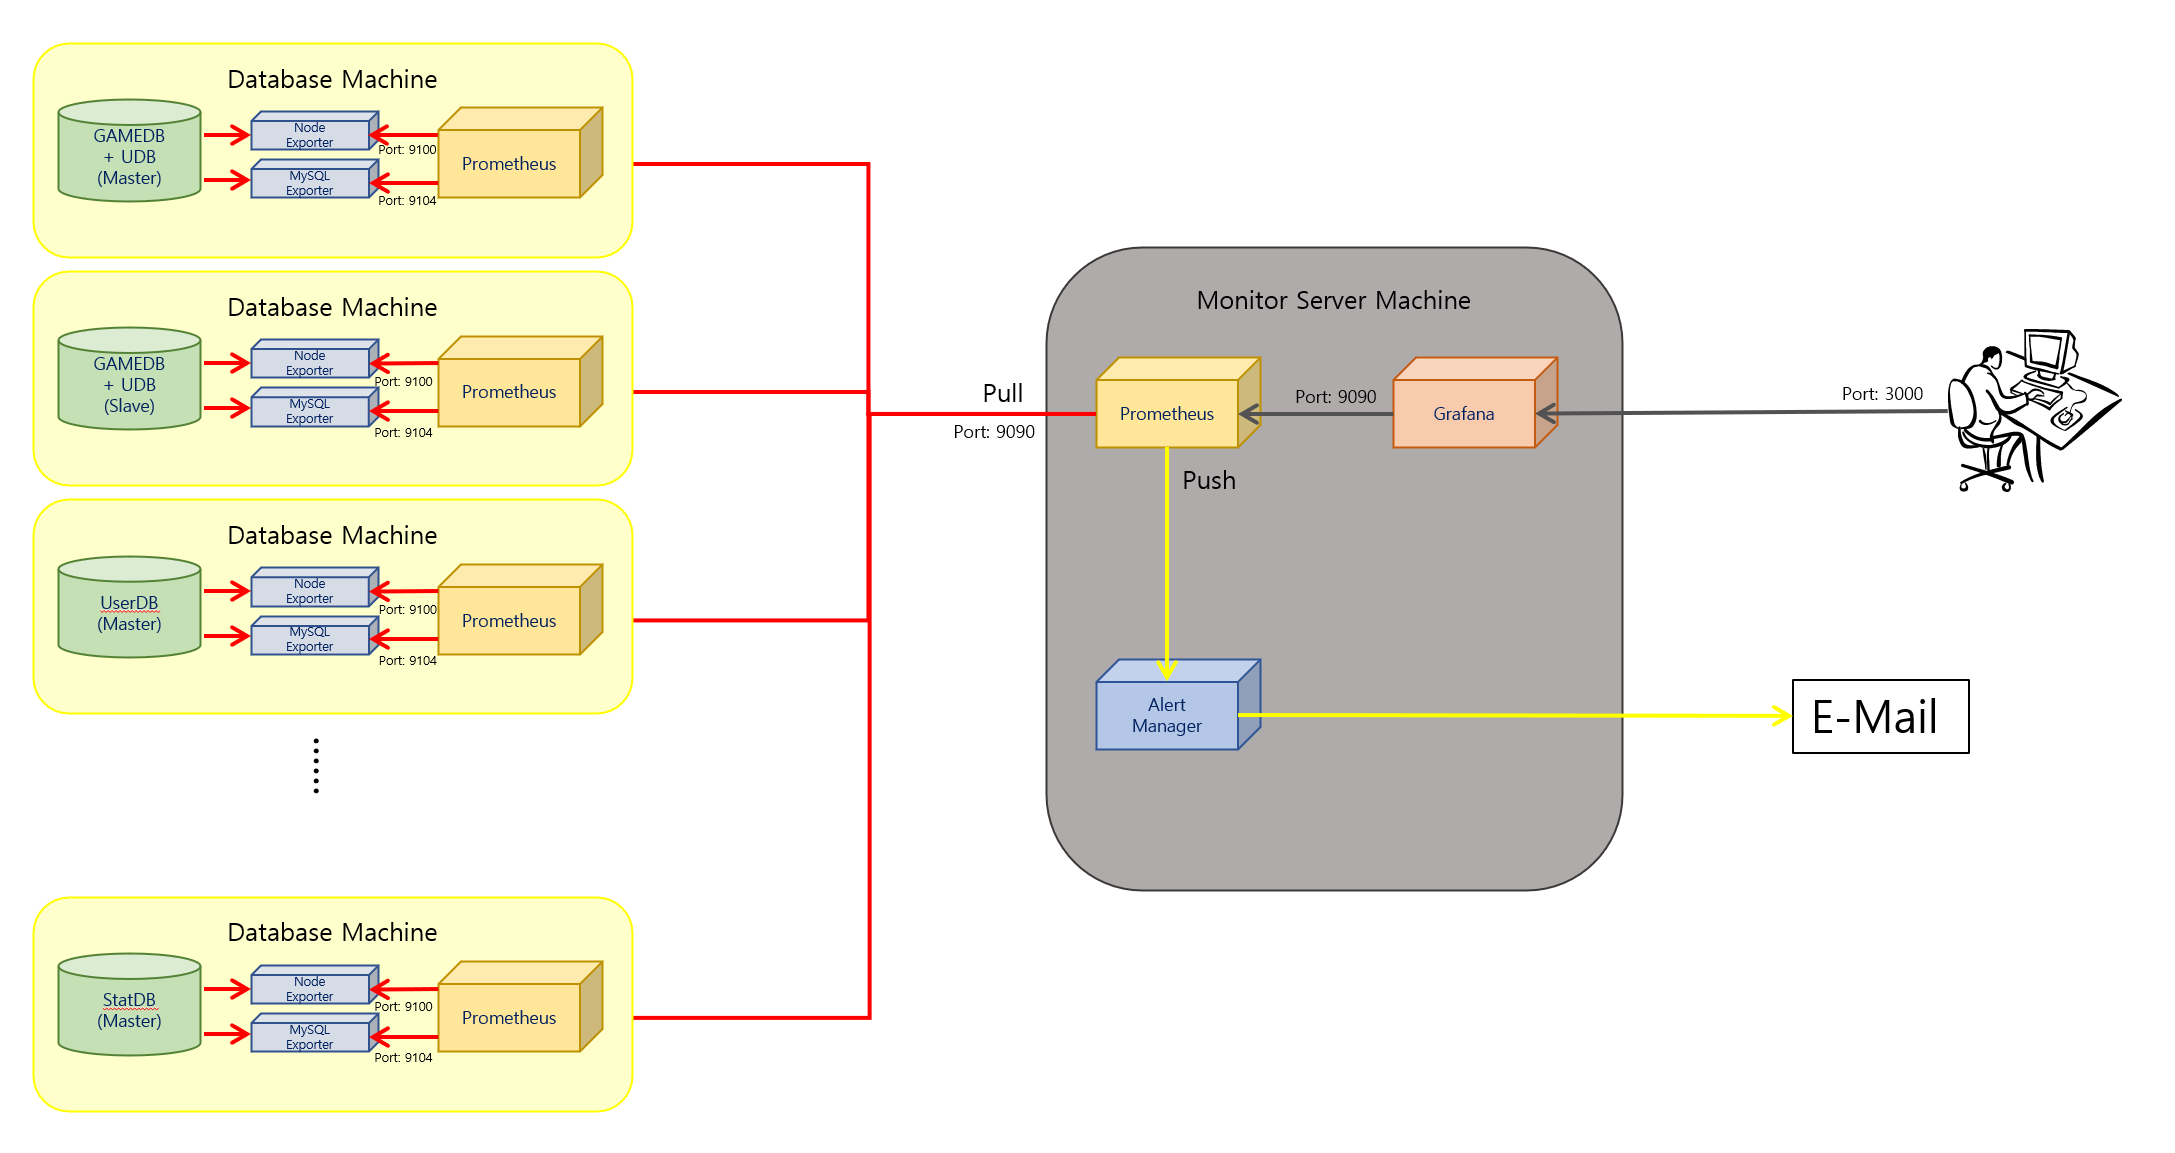 Database Machine
GAMEDB
+ UDB
(Master)
Node
Exporter
Port: 9100
MySQL
Exporter
Port: 9104
Prometheus
Database Machine
GAMEDB
+ UDB
(Slave)
Node
Exporter
Port: 9100
MySQL
Exporter
Port: 9104
Prometheus
Database Machine
UserDB
(Master)
Node
Exporter
Port: 9100
MySQL
Exporter
Port: 9104
Prometheus
Database Machine
StatDB
(Master)
Node
Exporter
Port: 9100
MySQL
Exporter
Port: 9104
Prometheus
Pull
Port: 9090
Monitor Server Machine
Prometheus
Port: 9090
Grafana
Port: 3000
Push
Alert
Manager
E-Mail